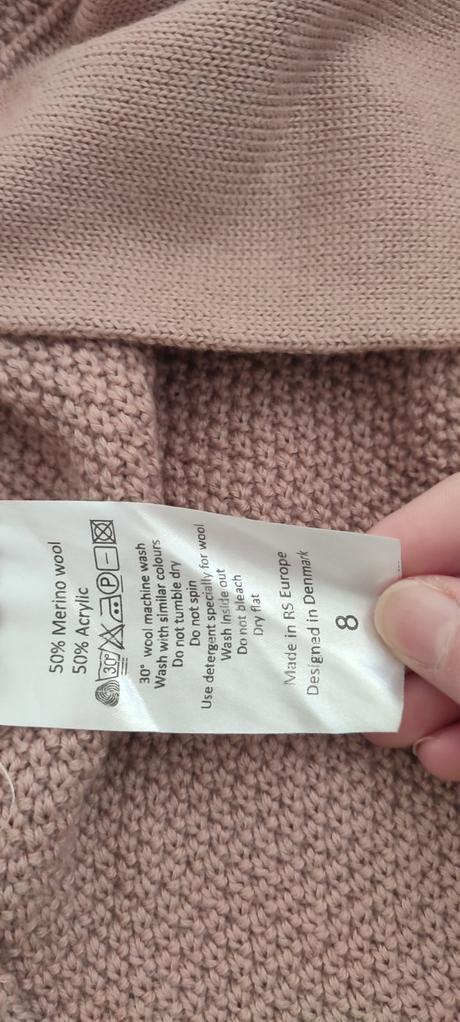 50% Merino wool
50% Acrylic
30° P
30° wool machine wash
Wash with similar colours
Do not tumble dry
Do not spin
Use detergent specially for wool
Wash Inside out
Do not bleach
Dry flat
Made in RS Europe
Designed in Denmark
8